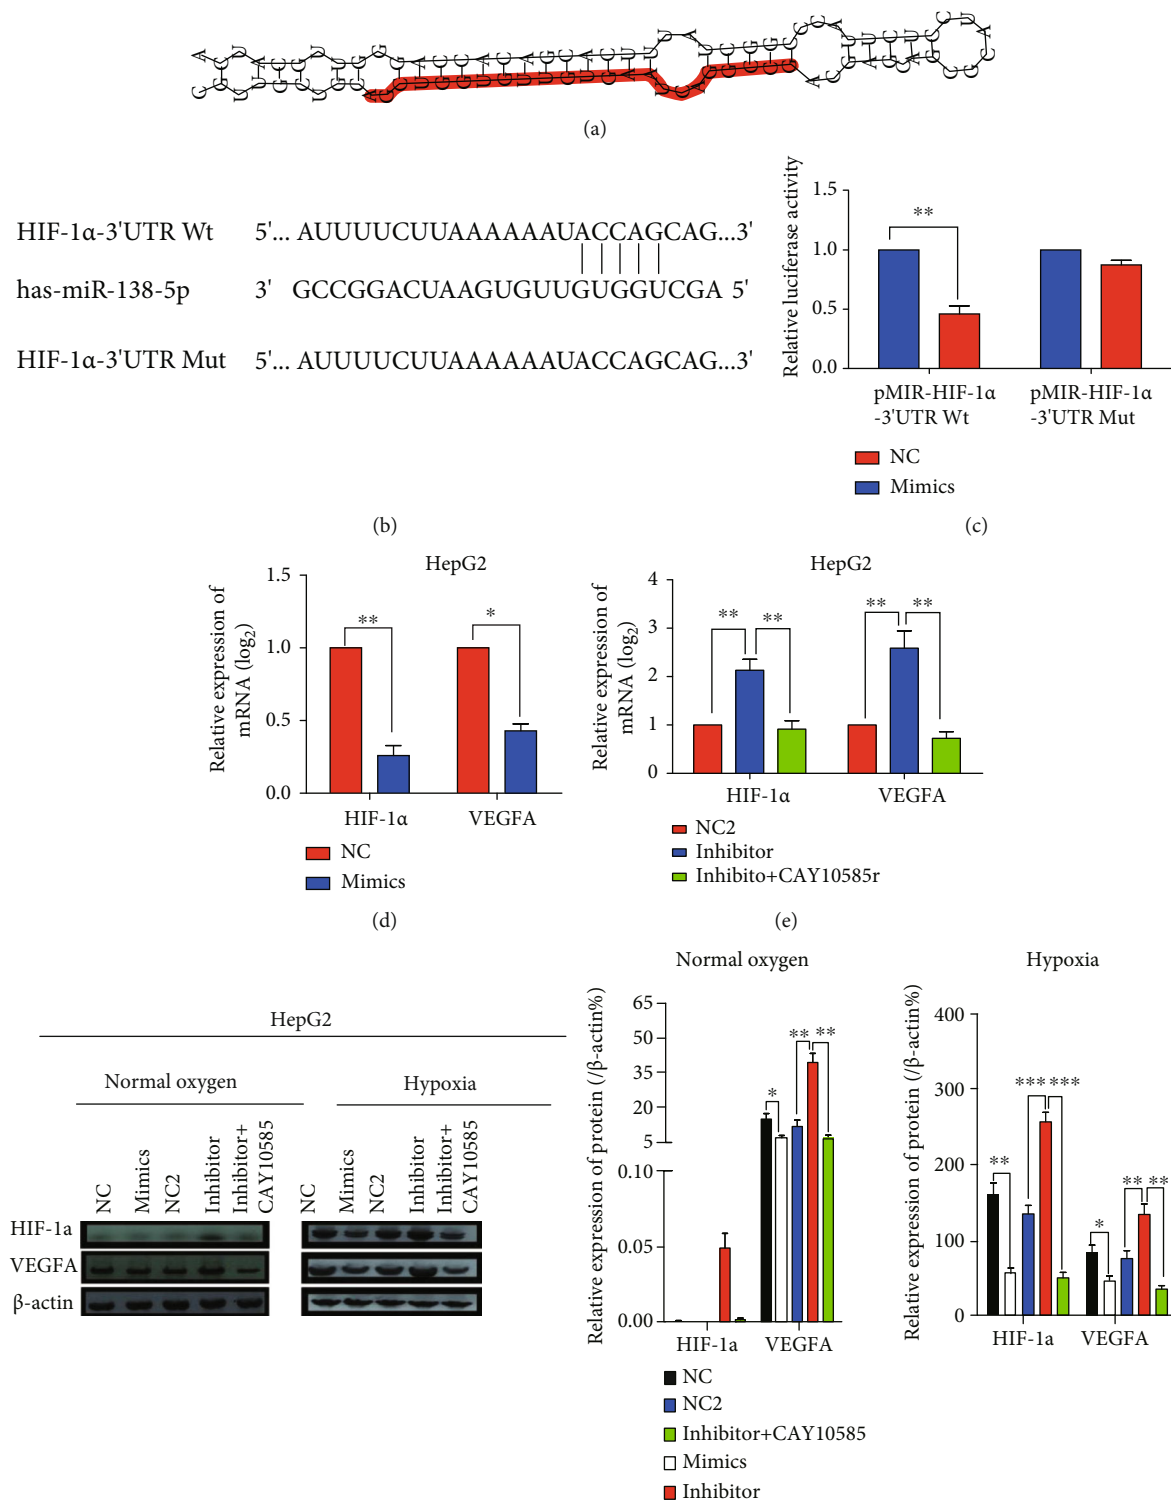 (a)
HIF-1α-3'UTR Wt 5'... AUUUUCUUAAAAAAUACCAGCAG...3'
has-miR-138-5p 3' GCCGGACUAAGUGUUGUGGUCGA 5'
HIF-1α-3'UTR Mut 5'... AUUUUCUUAAAAAAUACCAGCAG...3'
(b)
Relative luciferase activity
1.5
1.0
0.5
0.0
**
pMIR-HIF-1α
-3'UTR Wt
pMIR-HIF-1α
-3'UTR Mut
NC
Mimics
(c)
HepG2
Relative expression of
mRNA (log2)
1.5
1.0
0.5
0.0
**
*
HIF-1α
VEGFA
NC
Mimics
(d)
HepG2
Relative expression of
mRNA (log2)
4
3
2
1
0
** **
** **
HIF-1α
VEGFA
NC2
Inhibitor
Inhibito+CAY10585r
(e)
HepG2
Normal oxygen
Hypoxia
NC
Mimics
NC2
Inhibitor
Inhibitor+
CAY10585
NC
Mimics
NC2
Inhibitor
Inhibitor+
CAY10585
HIF-1a
VEGFA
β-actin
Normal oxygen
Relative expression of protein (/β-actin%)
65
50
35
20
15
5
0.10
0.05
0.00
*
** **
HIF-1a
VEGFA
NC
NC2
Inhibitor+CAY10585
Mimics
Inhibitor
Hypoxia
Relative expression of protein (/β-actin%)
400
300
200
100
0
**
*** ***
*
** **
HIF-1a
VEGFA